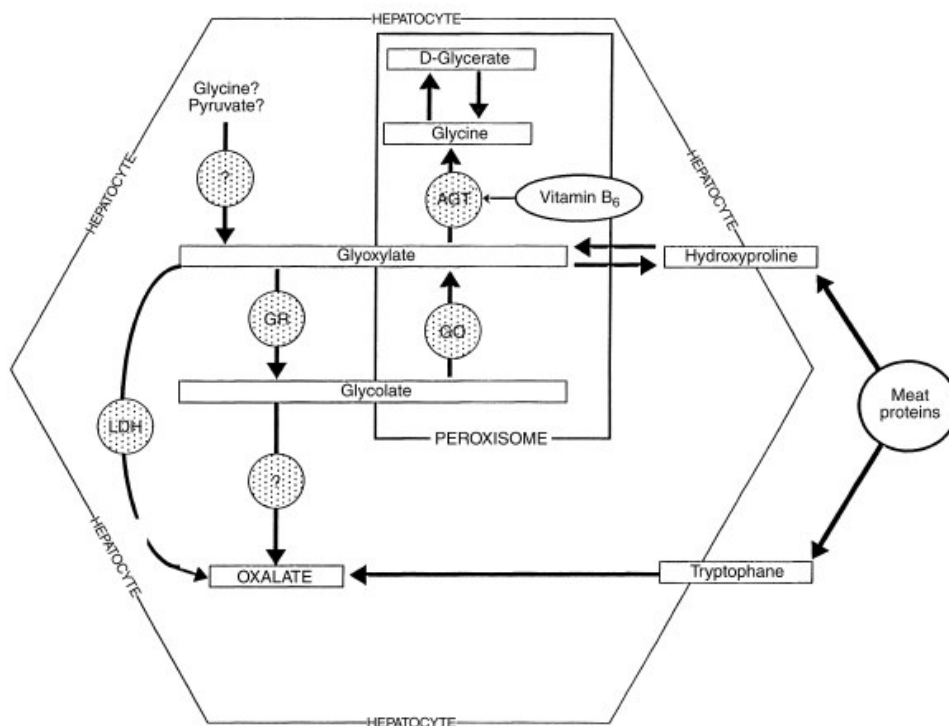 HEPATOCYTE
D-Glycerate
Glycine?
Pyruvate?
Glycine
HEPATOCYTE
HEPATOCYTE
?
AGT
Vitamin B6
Glyoxylate
Hydroxyproline
GR
GO
Glycolate
Meat
proteins
LDH
PEROXISOME
?
HEPATOCYTE
OXALATE
Tryptophane
HEPATOCYTE